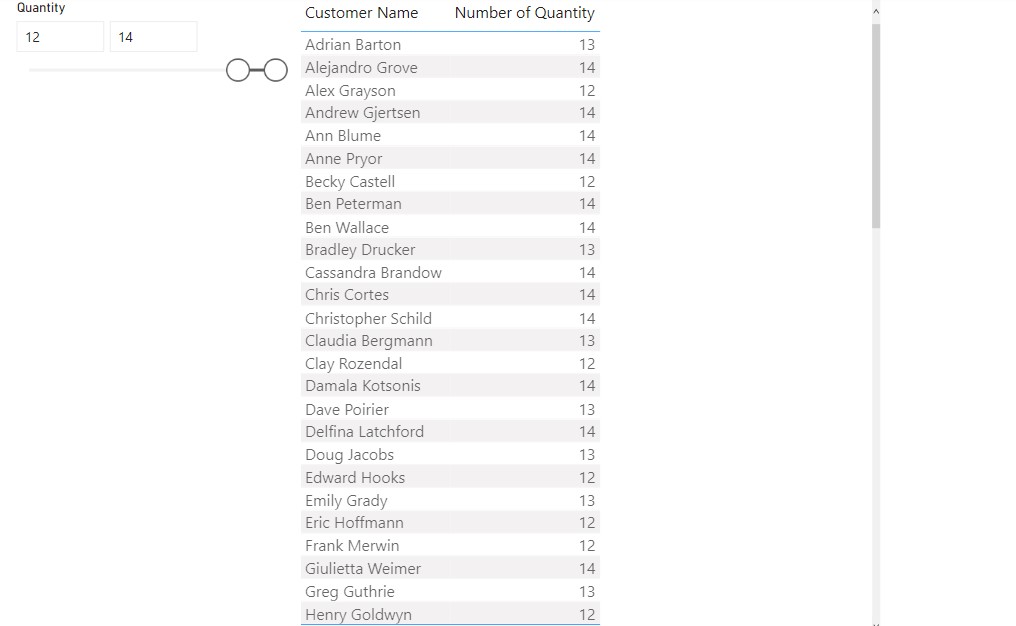 Quantity
12 14
Customer Name Number of Quantity
Adrian Barton 13
Alejandro Grove 14
Alex Grayson 12
Andrew Gjertsen 14
Ann Blume 14
Anne Pryor 14
Becky Castell 12
Ben Peterman 14
Ben Wallace 14
Bradley Drucker 13
Cassandra Brandow 14
Chris Cortes 14
Christopher Schild 14
Claudia Bergmann 13
Clay Rozendal 12
Damala Kotsonis 14
Dave Poirier 13
Delfina Latchford 14
Doug Jacobs 13
Edward Hooks 12
Emily Grady 13
Eric Hoffmann 12
Frank Merwin 12
Giulietta Weimer 14
Greg Guthrie 13
Henry Goldwyn 12